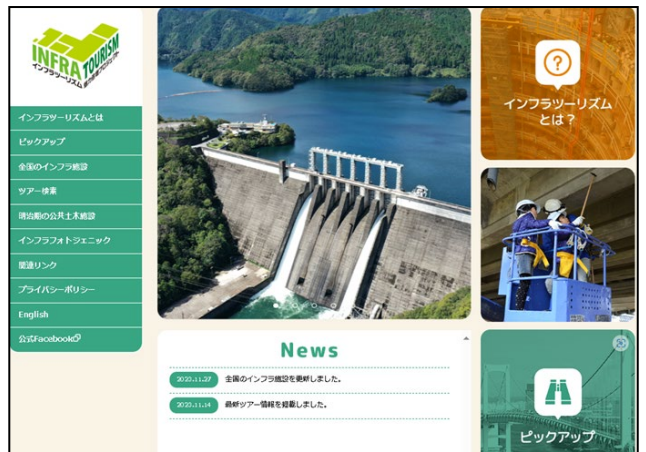 INFRA TOURISM
インフラツーリズム 魅力倍増プロジェクト
インフラツーリズムとは
ピックアップ
全国のインフラ施設
ツアー検索
明治期の公共土木施設
インフラフォトジェニック
関連リンク
プライバシーポリシー
English
公式Facebook
インフラツーリズム
とは？
News
2020.11.27 全国のインフラ施設を更新しました。
2020.11.14 最新ツアー情報を掲載しました。
ピックアップ